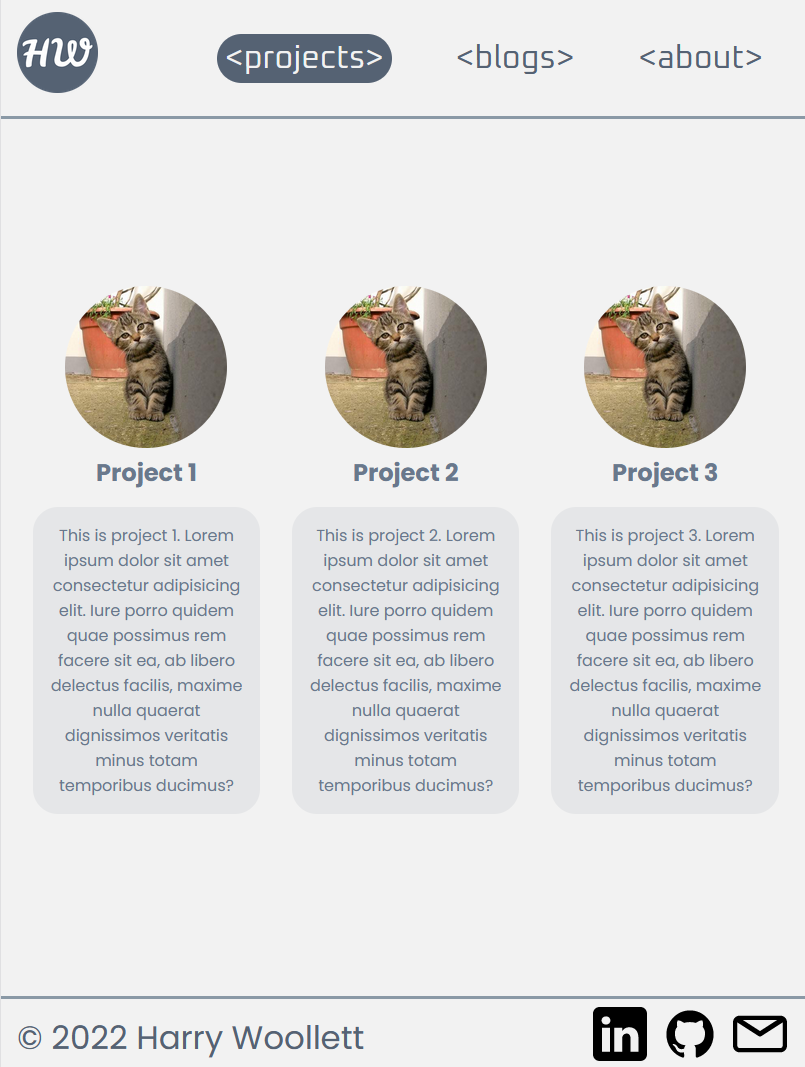 HW
<projects> <blogs> <about>
Project 1
This is project 1. Lorem
ipsum dolor sit amet
consectetur adipisicing
elit. Iure porro quidem
quae possimus rem
facere sit ea, ab libero
delectus facilis, maxime
nulla quaerat
dignissimos veritatis
minus totam
temporibus ducimus?
Project 2
This is project 2. Lorem
ipsum dolor sit amet
consectetur adipisicing
elit. Iure porro quidem
quae possimus rem
facere sit ea, ab libero
delectus facilis, maxime
nulla quaerat
dignissimos veritatis
minus totam
temporibus ducimus?
Project 3
This is project 3. Lorem
ipsum dolor sit amet
consectetur adipisicing
elit. Iure porro quidem
quae possimus rem
facere sit ea, ab libero
delectus facilis, maxime
nulla quaerat
dignissimos veritatis
minus totam
temporibus ducimus?
© 2022 Harry Woollett
in